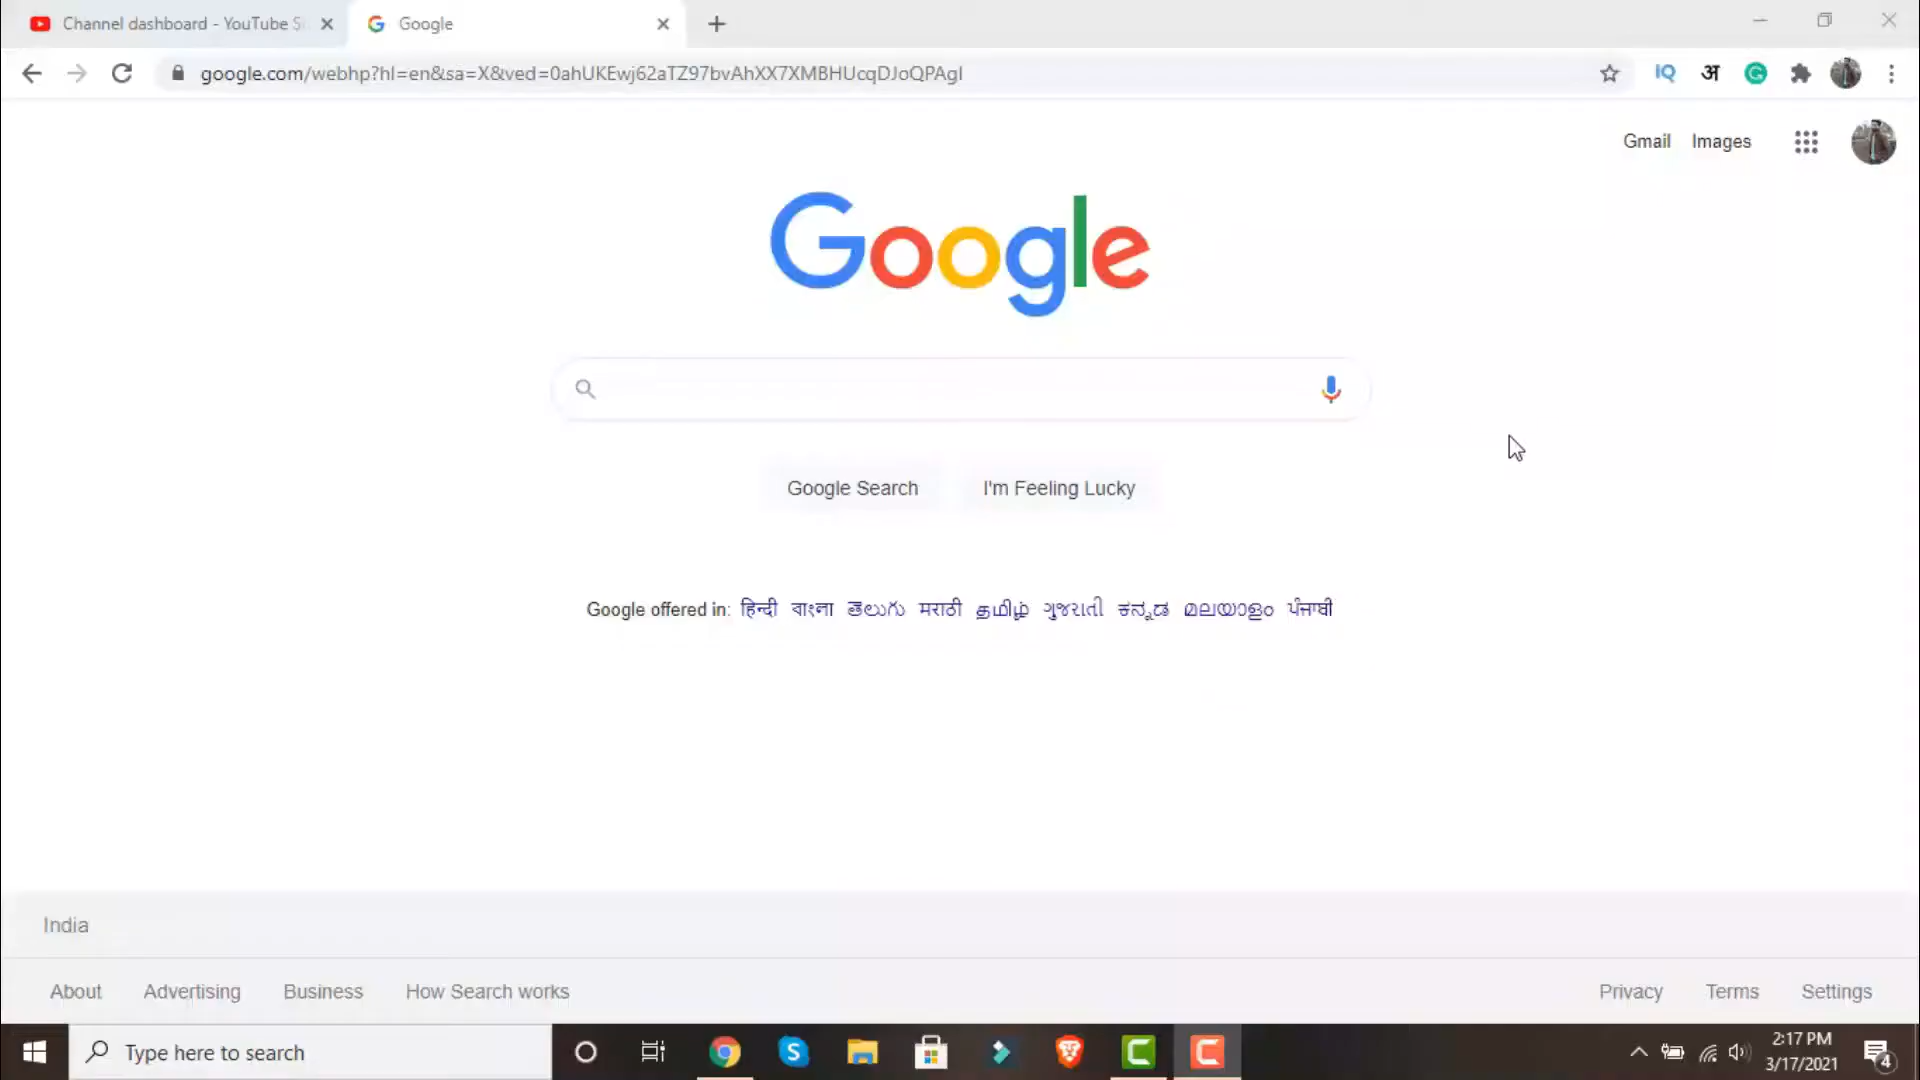 Channel dashboard - YouTube S
Google
google.com/webhp?hl=en&sa=X&ved=0ahUKEwj62aTZ97bvAhXX7XMBHUcqDJoQPAgI
IQ अ G
Gmail Images
Google
Google Search I'm Feeling Lucky
Google offered in: हिन्दी বাংলা తెలుగు मराठी தமிழ் ગુજરાતી ಕನ್ನಡ മലയാളം ਪੰਜਾਬੀ
India
About Advertising Business How Search works
Privacy Terms Settings
Type here to search
2:17 PM
3/17/2021
4